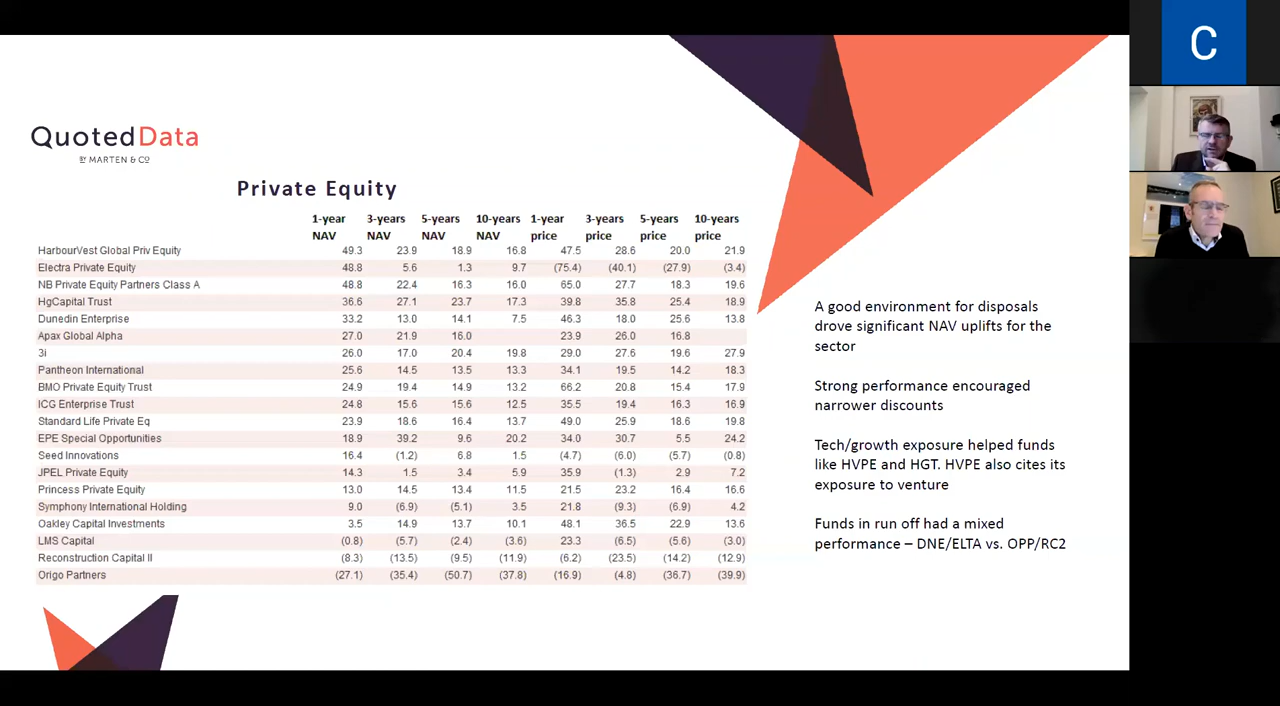 C
QuotedData
BY MARTEN & CO
Private Equity
1-year 3-years 5-years 10-years 1-year 3-years 5-years 10-years
NAV NAV NAV NAV price price price price
HarbourVest Global Priv Equity 49.3 23.9 18.9 16.8 47.5 28.6 20.0 21.9
Electra Private Equity 48.8 5.6 1.3 9.7 (75.4) (40.1) (27.9) (3.4)
NB Private Equity Partners Class A 48.8 22.4 16.3 16.0 65.0 27.7 18.3 19.6
HgCapital Trust 36.6 27.1 23.7 17.3 39.8 35.8 25.4 18.9
Dunedin Enterprise 33.2 13.0 14.1 7.5 46.3 18.0 25.6 13.8
Apax Global Alpha 27.0 21.9 16.0 23.9 26.0 16.8
3i 26.0 17.0 20.4 19.8 29.0 27.6 19.6 27.9
Pantheon International 25.6 14.5 13.5 13.3 34.1 19.5 14.2 18.3
BMO Private Equity Trust 24.9 19.4 14.9 13.2 66.2 20.8 15.4 17.9
ICG Enterprise Trust 24.8 15.6 15.6 12.5 35.5 19.4 16.3 16.9
Standard Life Private Eq 23.9 18.6 16.4 13.7 49.0 25.9 18.6 19.8
EPE Special Opportunities 18.9 39.2 9.6 20.2 34.0 30.7 5.5 24.2
Seed Innovations 16.4 (1.2) 6.8 1.5 (4.7) (6.0) (5.7) (0.8)
JPEL Private Equity 14.3 1.5 3.4 5.9 35.9 (1.3) 2.9 7.2
Princess Private Equity 13.0 14.5 13.4 11.5 21.5 23.2 16.4 16.6
Symphony International Holding 9.0 (6.9) (5.1) 3.5 21.8 (9.3) (6.9) 4.2
Oakley Capital Investments 3.5 14.9 13.7 10.1 48.1 36.5 22.9 13.6
LMS Capital (0.8) (5.7) (2.4) (3.6) 23.3 (6.5) (5.6) (3.0)
Reconstruction Capital II (8.3) (13.5) (9.5) (11.9) (6.2) (23.5) (14.2) (12.9)
Origo Partners (27.1) (35.4) (50.7) (37.8) (16.9) (4.8) (36.7) (39.9)
A good environment for disposals
drove significant NAV uplifts for the
sector
Strong performance encouraged
narrower discounts
Tech/growth exposure helped funds
like HVPE and HGT. HVPE also cites its
exposure to venture
Funds in run off had a mixed
performance – DNE/ELTA vs. OPP/RC2